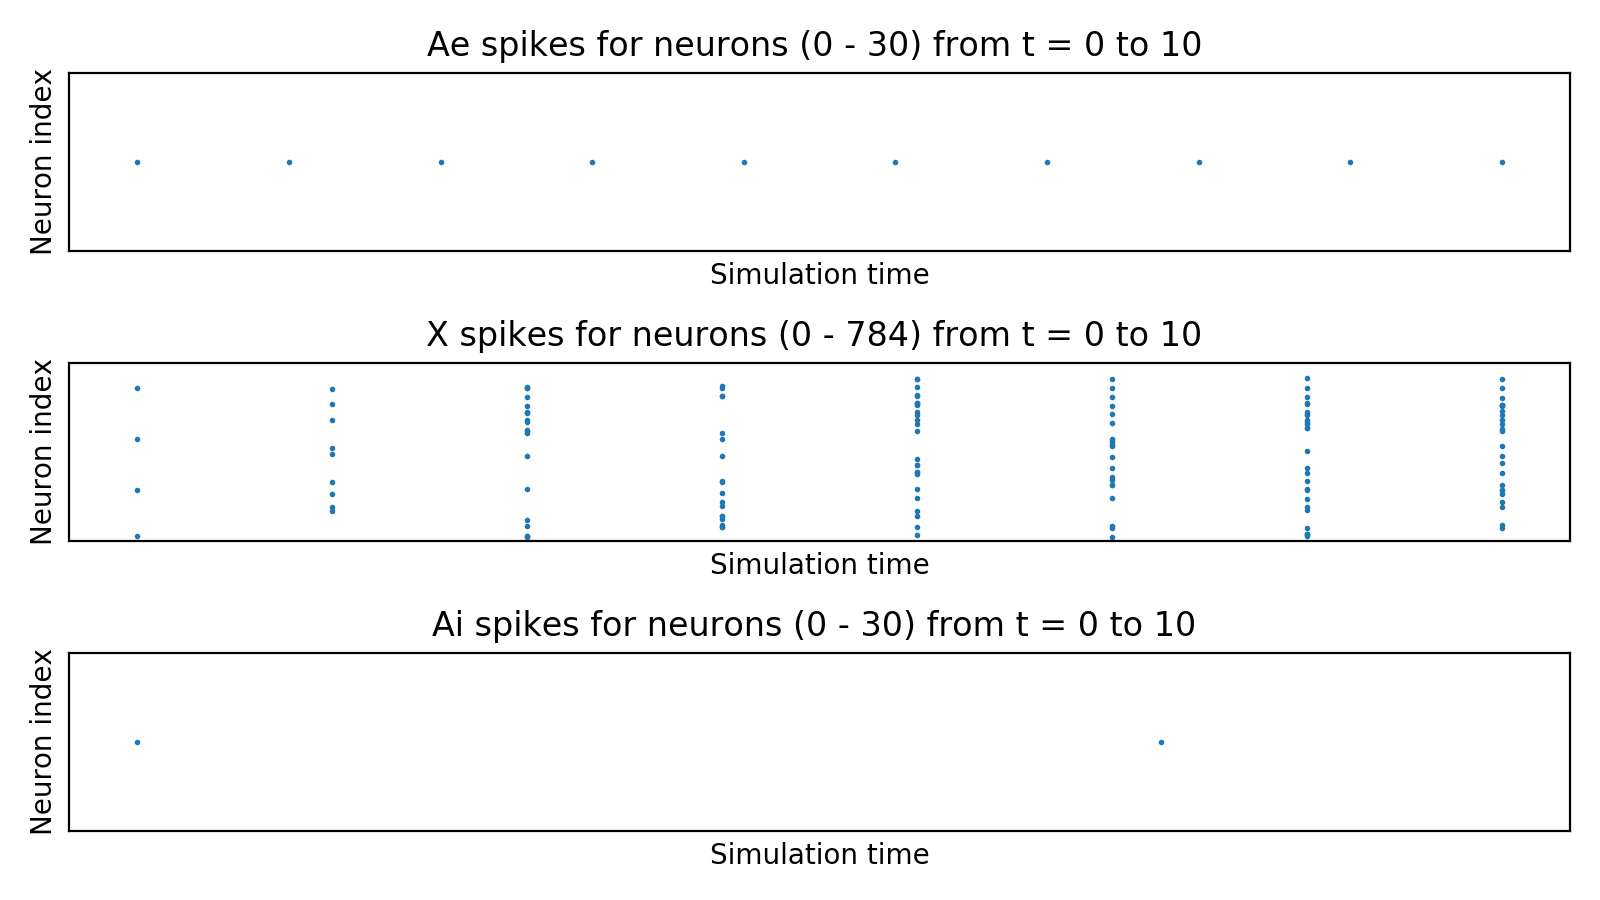 Ae spikes for neurons (0 - 30) from t = 0 to 10
Neuron index
Simulation time
X spikes for neurons (0 - 784) from t = 0 to 10
Neuron index
Simulation time
Ai spikes for neurons (0 - 30) from t = 0 to 10
Neuron index
Simulation time